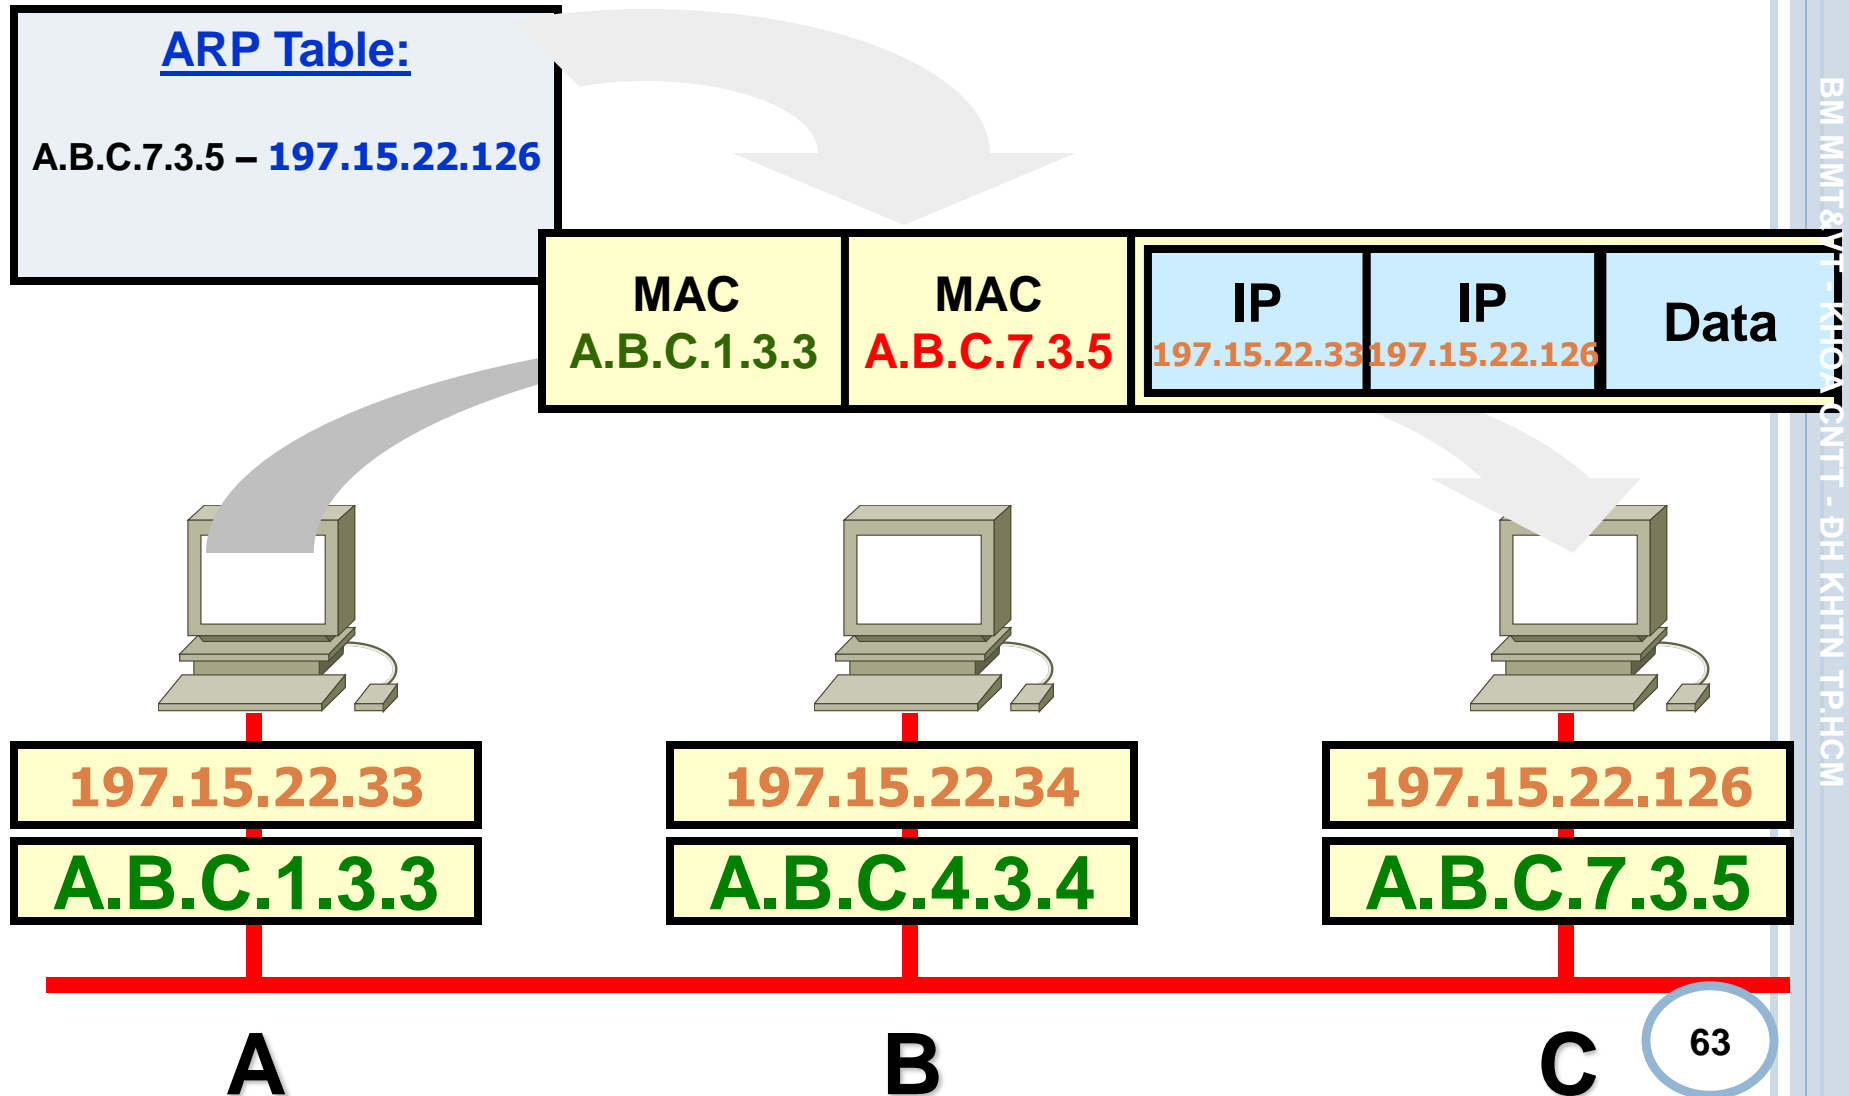 ARP Table:
A.B.C.7.3.5 – 197.15.22.126
MAC
A.B.C.1.3.3
MAC
A.B.C.7.3.5
IP
197.15.22.33
IP
197.15.22.126
Data
197.15.22.33
A.B.C.1.3.3
197.15.22.34
A.B.C.4.3.4
197.15.22.126
A.B.C.7.3.5
A
B
C
63
BM MMT&VT - KHOA CNTT - ĐH KHTN TP.HCM